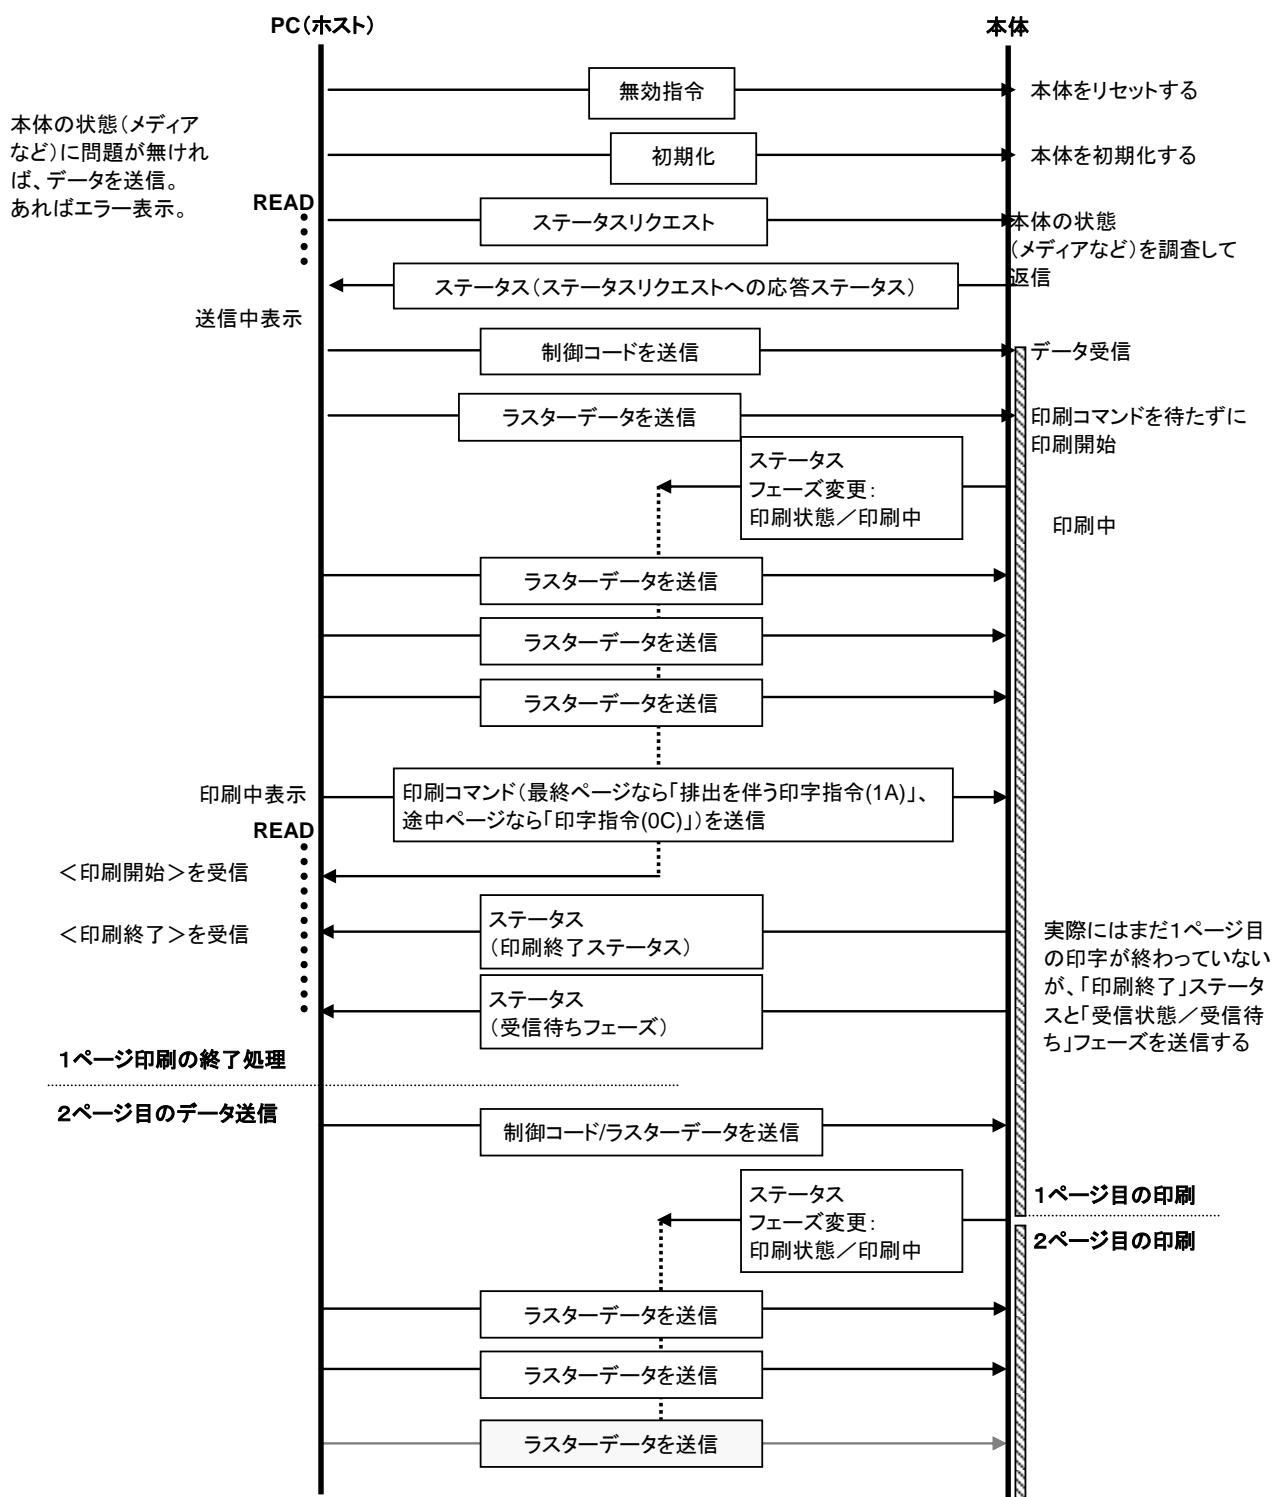 PC（ホスト）
本体
無効指令
本体をリセットする
本体の状態（メディア
など）に問題が無けれ
ば、データを送信。
あればエラー表示。
初期化
本体を初期化する
READ
ステータスリクエスト
本体の状態
（メディアなど）を調査して
返信
ステータス（ステータスリクエストへの応答ステータス）
送信中表示
制御コードを送信
データ受信
ラスターデータを送信
印刷コマンドを待たずに
印刷開始
ステータス
フェーズ変更：
印刷状態／印刷中
印刷中
ラスターデータを送信
ラスターデータを送信
ラスターデータを送信
印刷中表示
印刷コマンド（最終ページなら「排出を伴う印字指令(1A)」、
途中ページなら「印字指令(0C)」）を送信
READ
＜印刷開始＞を受信
＜印刷終了＞を受信
ステータス
（印刷終了ステータス）
実際にはまだ1ページ目
の印字が終わっていない
が、「印刷終了」ステータ
スと「受信状態／受信待
ち」フェーズを送信する
ステータス
（受信待ちフェーズ）
1ページ印刷の終了処理
2ページ目のデータ送信
制御コード/ラスターデータを送信
ステータス
フェーズ変更：
印刷状態／印刷中
1ページ目の印刷
2ページ目の印刷
ラスターデータを送信
ラスターデータを送信
ラスターデータを送信